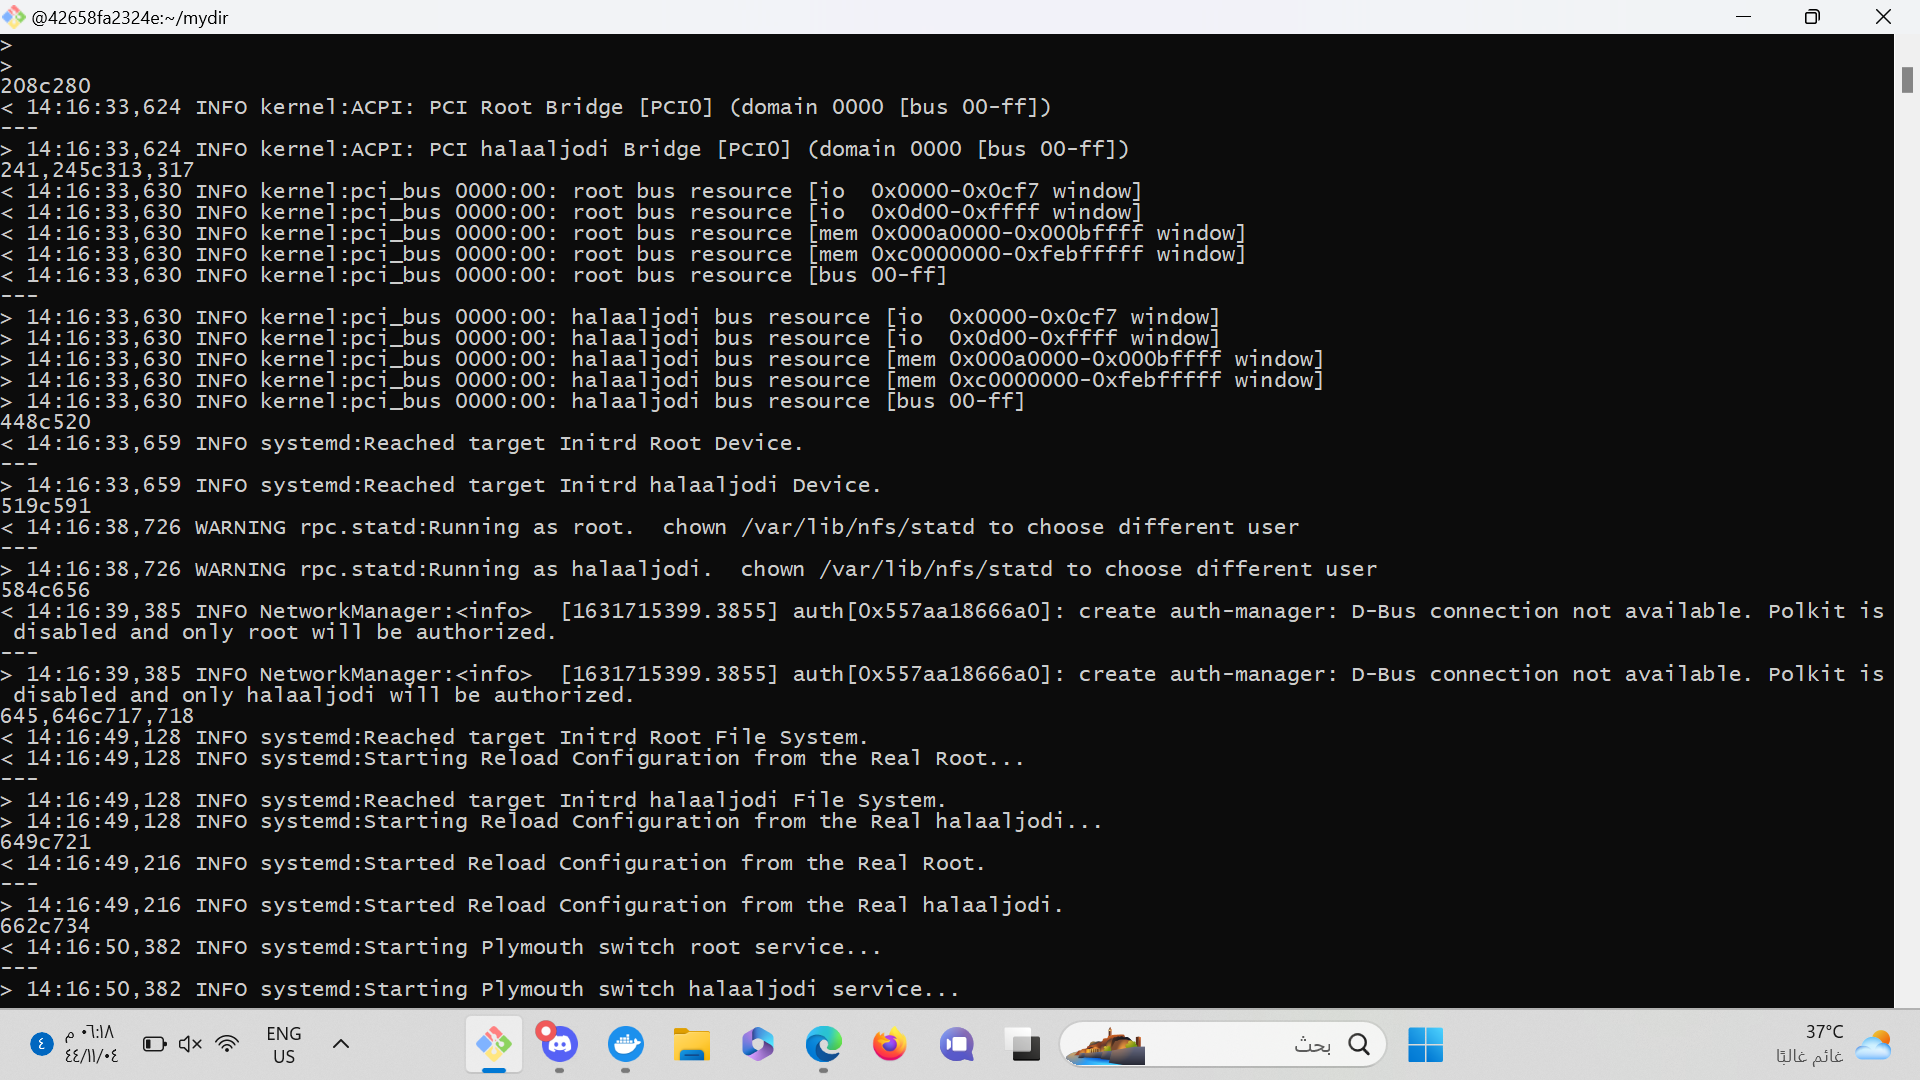 @42658fa2324e:~/mydir
>
>
208c280
< 14:16:33,624 INFO kernel:ACPI: PCI Root Bridge [PCI0] (domain 0000 [bus 00-ff])
---
> 14:16:33,624 INFO kernel:ACPI: PCI halaaljodi Bridge [PCI0] (domain 0000 [bus 00-ff])
241,245c313,317
< 14:16:33,630 INFO kernel:pci_bus 0000:00: root bus resource [io  0x0000-0x0cf7 window]
< 14:16:33,630 INFO kernel:pci_bus 0000:00: root bus resource [io  0x0d00-0xffff window]
< 14:16:33,630 INFO kernel:pci_bus 0000:00: root bus resource [mem 0x000a0000-0x000bffff window]
< 14:16:33,630 INFO kernel:pci_bus 0000:00: root bus resource [mem 0xc0000000-0xfebfffff window]
< 14:16:33,630 INFO kernel:pci_bus 0000:00: root bus resource [bus 00-ff]
---
> 14:16:33,630 INFO kernel:pci_bus 0000:00: halaaljodi bus resource [io  0x0000-0x0cf7 window]
> 14:16:33,630 INFO kernel:pci_bus 0000:00: halaaljodi bus resource [io  0x0d00-0xffff window]
> 14:16:33,630 INFO kernel:pci_bus 0000:00: halaaljodi bus resource [mem 0x000a0000-0x000bffff window]
> 14:16:33,630 INFO kernel:pci_bus 0000:00: halaaljodi bus resource [mem 0xc0000000-0xfebfffff window]
> 14:16:33,630 INFO kernel:pci_bus 0000:00: halaaljodi bus resource [bus 00-ff]
448c520
< 14:16:33,659 INFO systemd:Reached target Initrd Root Device.
---
> 14:16:33,659 INFO systemd:Reached target Initrd halaaljodi Device.
519c591
< 14:16:38,726 WARNING rpc.statd:Running as root.  chown /var/lib/nfs/statd to choose different user
---
> 14:16:38,726 WARNING rpc.statd:Running as halaaljodi.  chown /var/lib/nfs/statd to choose different user
584c656
< 14:16:39,385 INFO NetworkManager:<info>  [1631715399.3855] auth[0x557aa18666a0]: create auth-manager: D-Bus connection not available. Polkit is
 disabled and only root will be authorized.
---
> 14:16:39,385 INFO NetworkManager:<info>  [1631715399.3855] auth[0x557aa18666a0]: create auth-manager: D-Bus connection not available. Polkit is
 disabled and only halaaljodi will be authorized.
645,646c717,718
< 14:16:49,128 INFO systemd:Reached target Initrd Root File System.
< 14:16:49,128 INFO systemd:Starting Reload Configuration from the Real Root...
---
> 14:16:49,128 INFO systemd:Reached target Initrd halaaljodi File System.
> 14:16:49,128 INFO systemd:Starting Reload Configuration from the Real halaaljodi...
649c721
< 14:16:49,216 INFO systemd:Started Reload Configuration from the Real Root.
---
> 14:16:49,216 INFO systemd:Started Reload Configuration from the Real halaaljodi.
662c734
< 14:16:50,382 INFO systemd:Starting Plymouth switch root service...
---
> 14:16:50,382 INFO systemd:Starting Plymouth switch halaaljodi service...
٤
٠٦:١٨ م
٤٤/١١/٠٤
ENG
US
بحث
37°C
غائم غالبًا